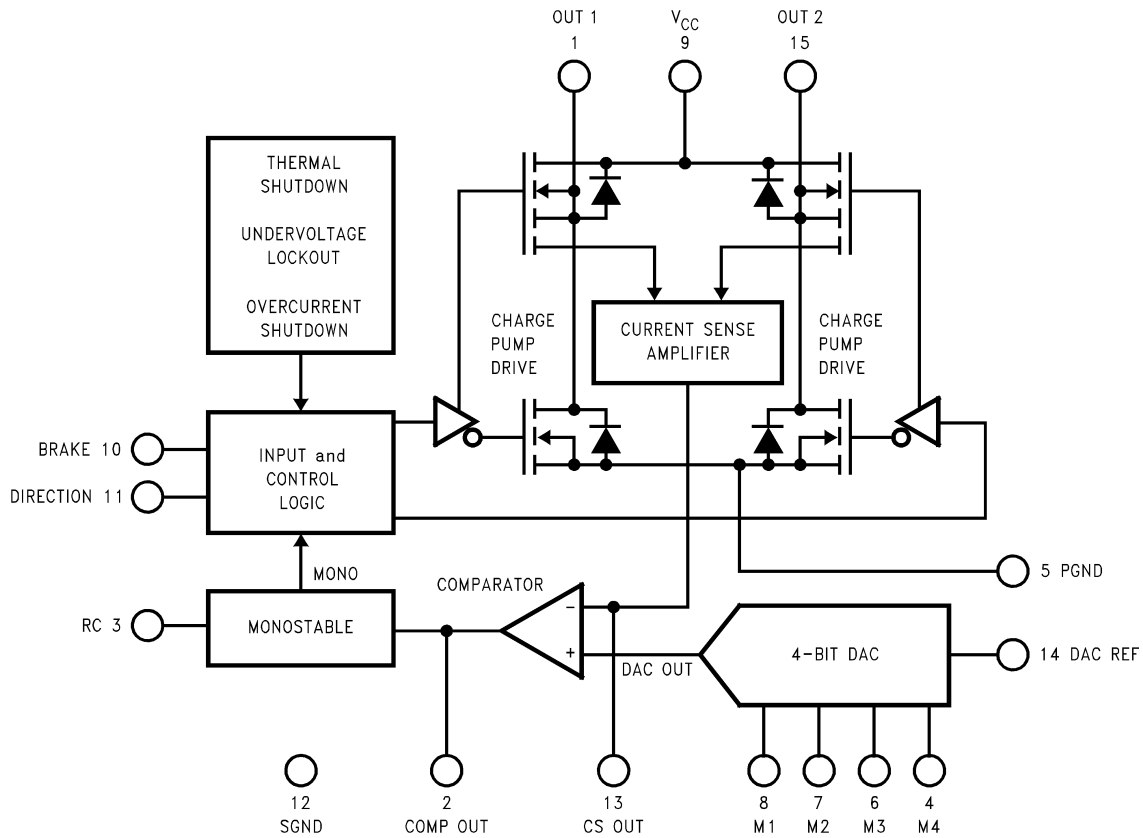 OUT 1
1
VCC
9
OUT 2
15
THERMAL
SHUTDOWN
UNDERVOLTAGE
LOCKOUT
OVERCURRENT
SHUTDOWN
CHARGE
PUMP
DRIVE
CURRENT SENSE
AMPLIFIER
CHARGE
PUMP
DRIVE
BRAKE 10
DIRECTION 11
INPUT and
CONTROL
LOGIC
MONO
COMPARATOR
5 PGND
RC 3
MONOSTABLE
−
+
DAC OUT
4-BIT DAC
14 DAC REF
12
SGND
2
COMP OUT
13
CS OUT
8
M1
7
M2
6
M3
4
M4